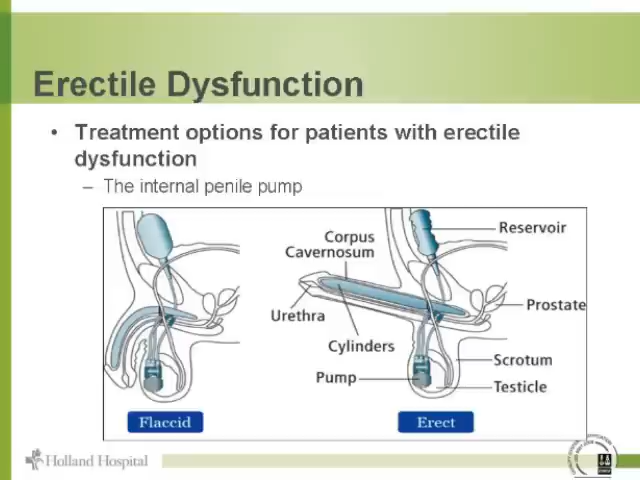 Erectile Dysfunction
• Treatment options for patients with erectile
dysfunction
– The internal penile pump
Reservoir
Corpus
Cavernosum
Prostate
Urethra
Cylinders
Scrotum
Pump
Testicle
Flaccid
Erect
Holland Hospital